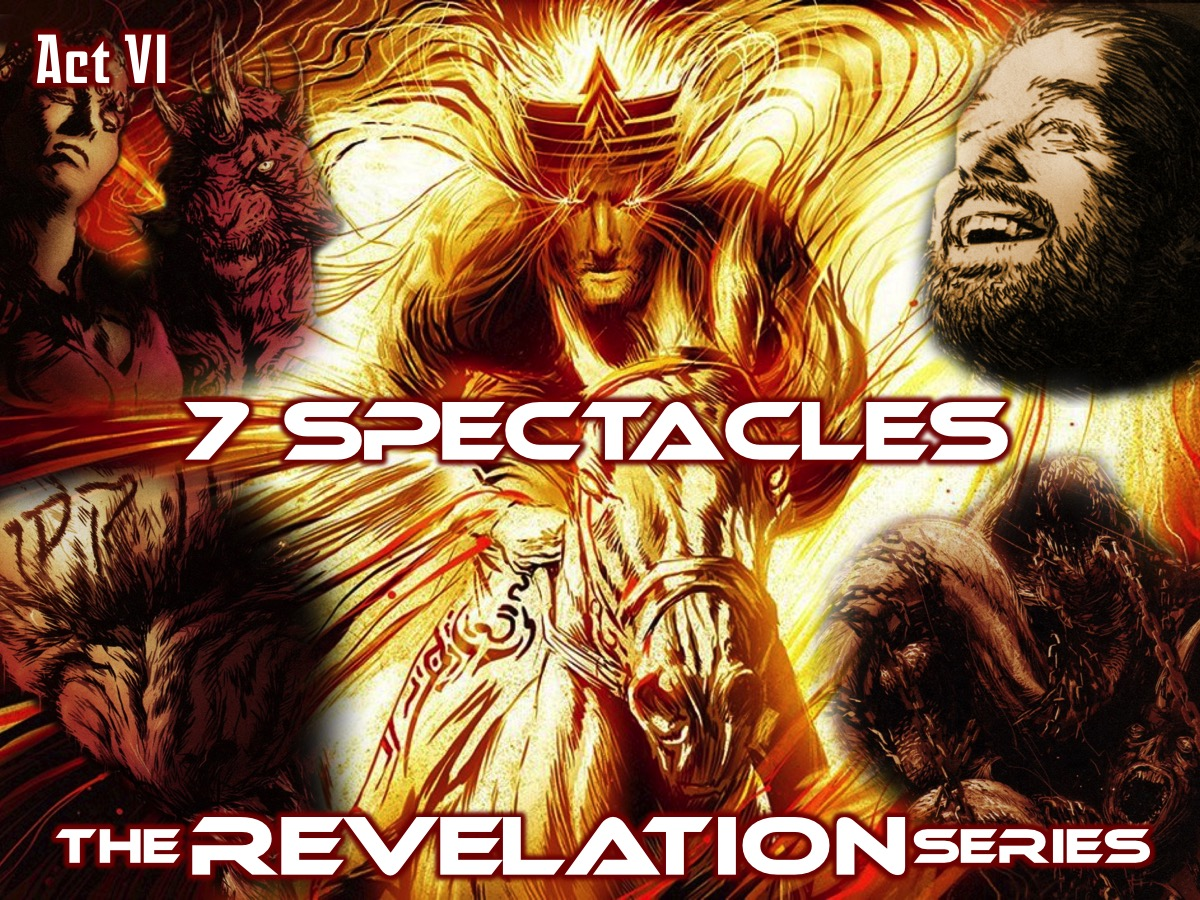 Act VI
7 SPECTACLES
THE REVELATION SERIES